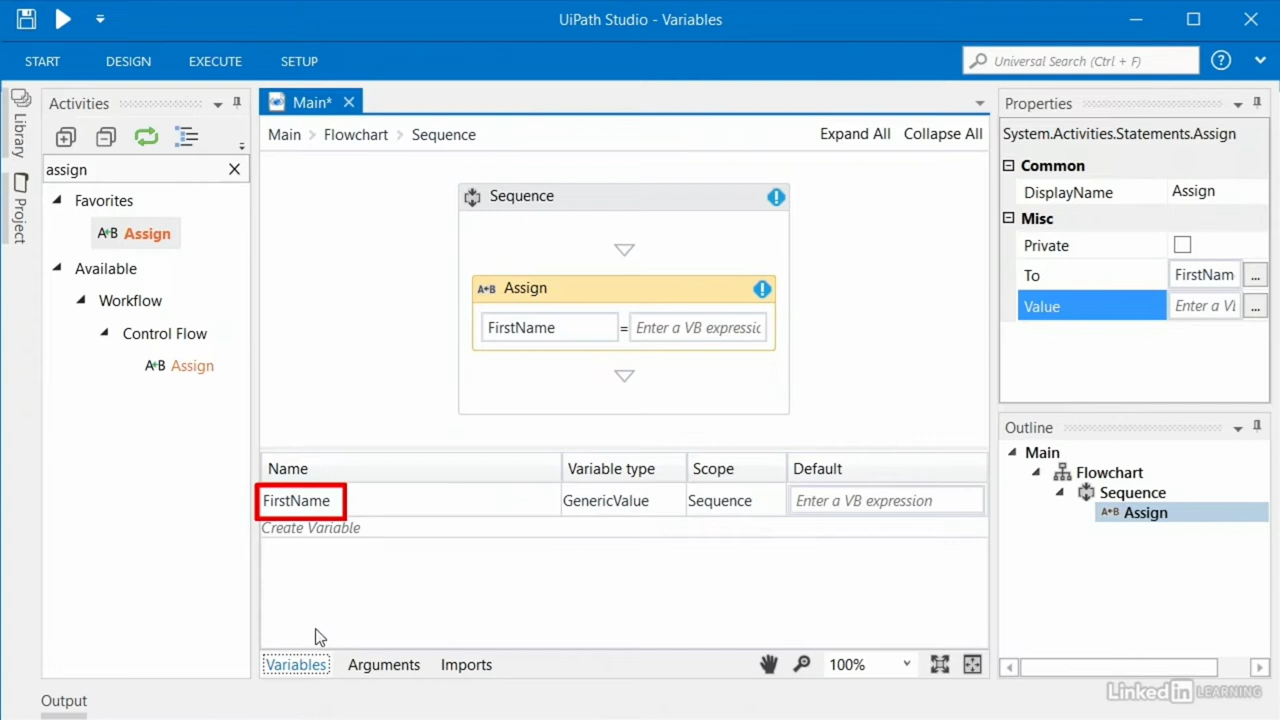 UiPath Studio - Variables
START DESIGN EXECUTE SETUP
Universal Search (Ctrl + F)
?
Library
Project
Activities
assign
Favorites
A+B Assign
Available
Workflow
Control Flow
A+B Assign
Main*
Main > Flowchart > Sequence
Expand All Collapse All
Sequence
A+B Assign
FirstName = Enter a VB expressic
Name Variable type Scope Default
FirstName GenericValue Sequence Enter a VB expression
Create Variable
Variables Arguments Imports
100%
Properties
System.Activities.Statements.Assign
Common
DisplayName Assign
Misc
Private
To FirstNam ...
Value Enter a VI ...
Outline
Main
Flowchart
Sequence
A+B Assign
Output
Linked in LEARNING